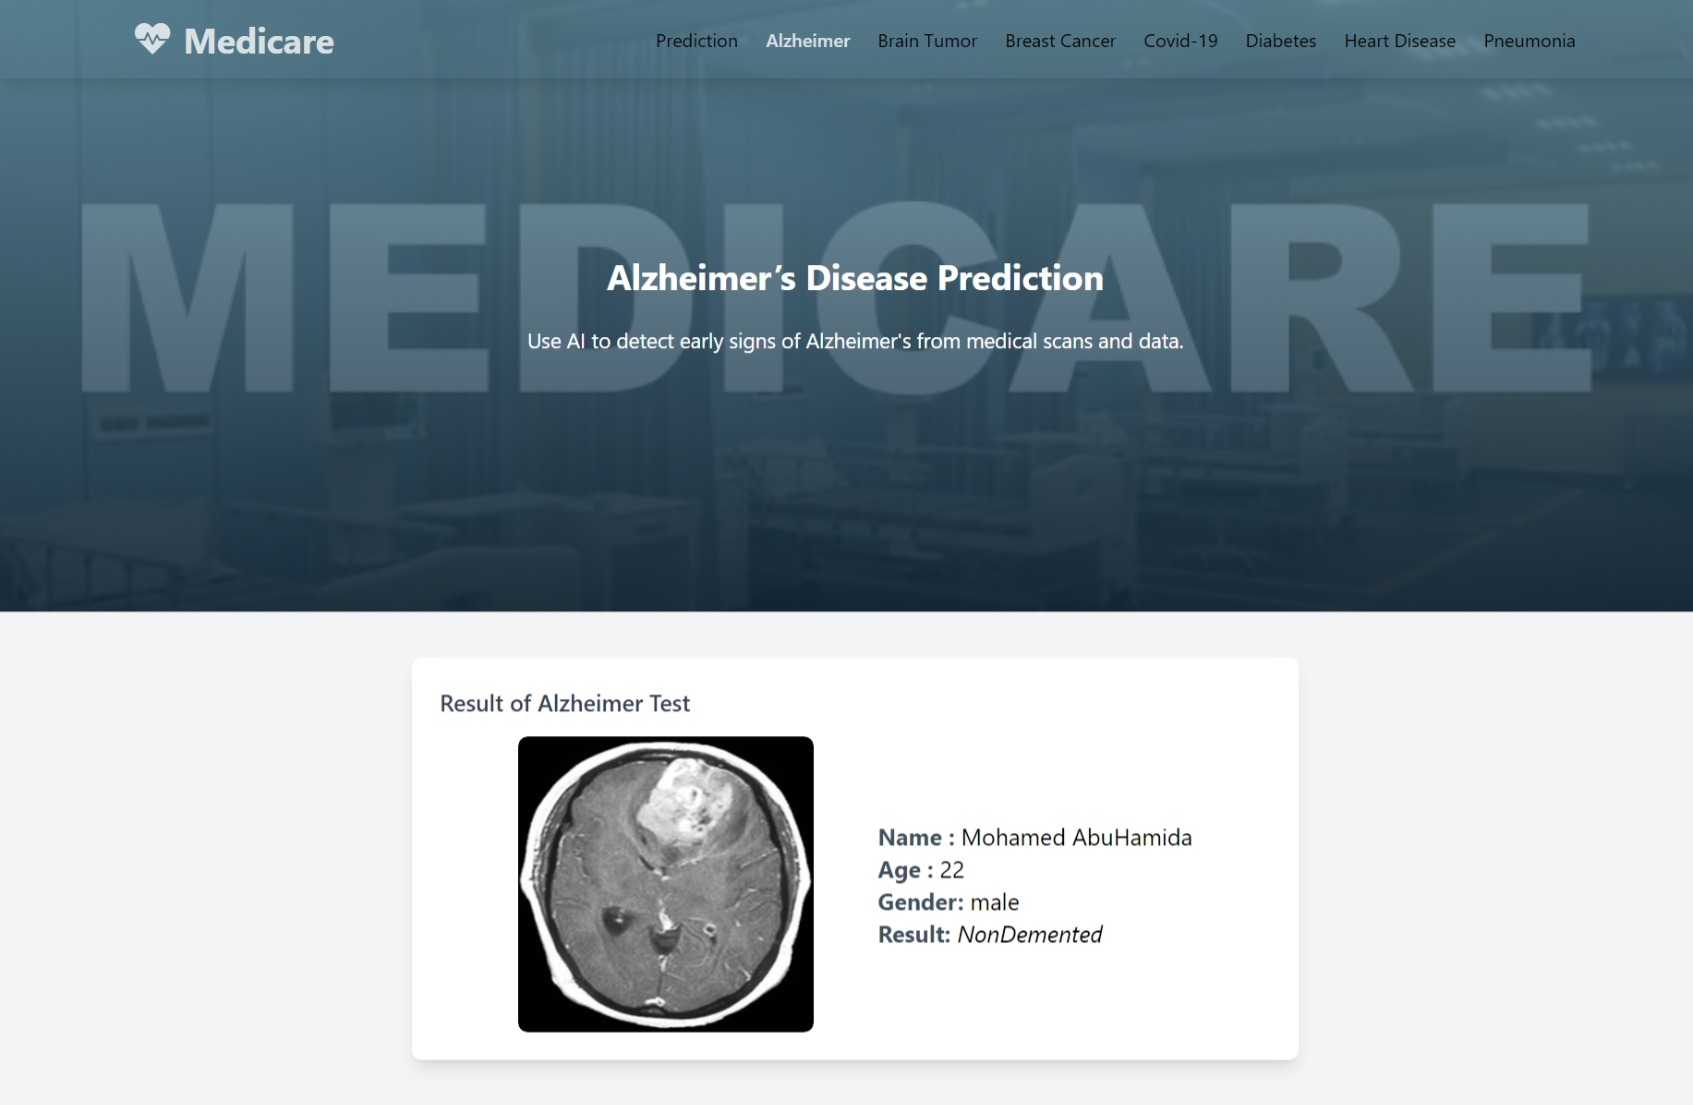 Medicare
Prediction Alzheimer Brain Tumor Breast Cancer Covid-19 Diabetes Heart Disease Pneumonia
MEDICARE
Alzheimer’s Disease Prediction
Use AI to detect early signs of Alzheimer's from medical scans and data.
Result of Alzheimer Test
Name : Mohamed AbuHamida
Age : 22
Gender: male
Result: NonDemented